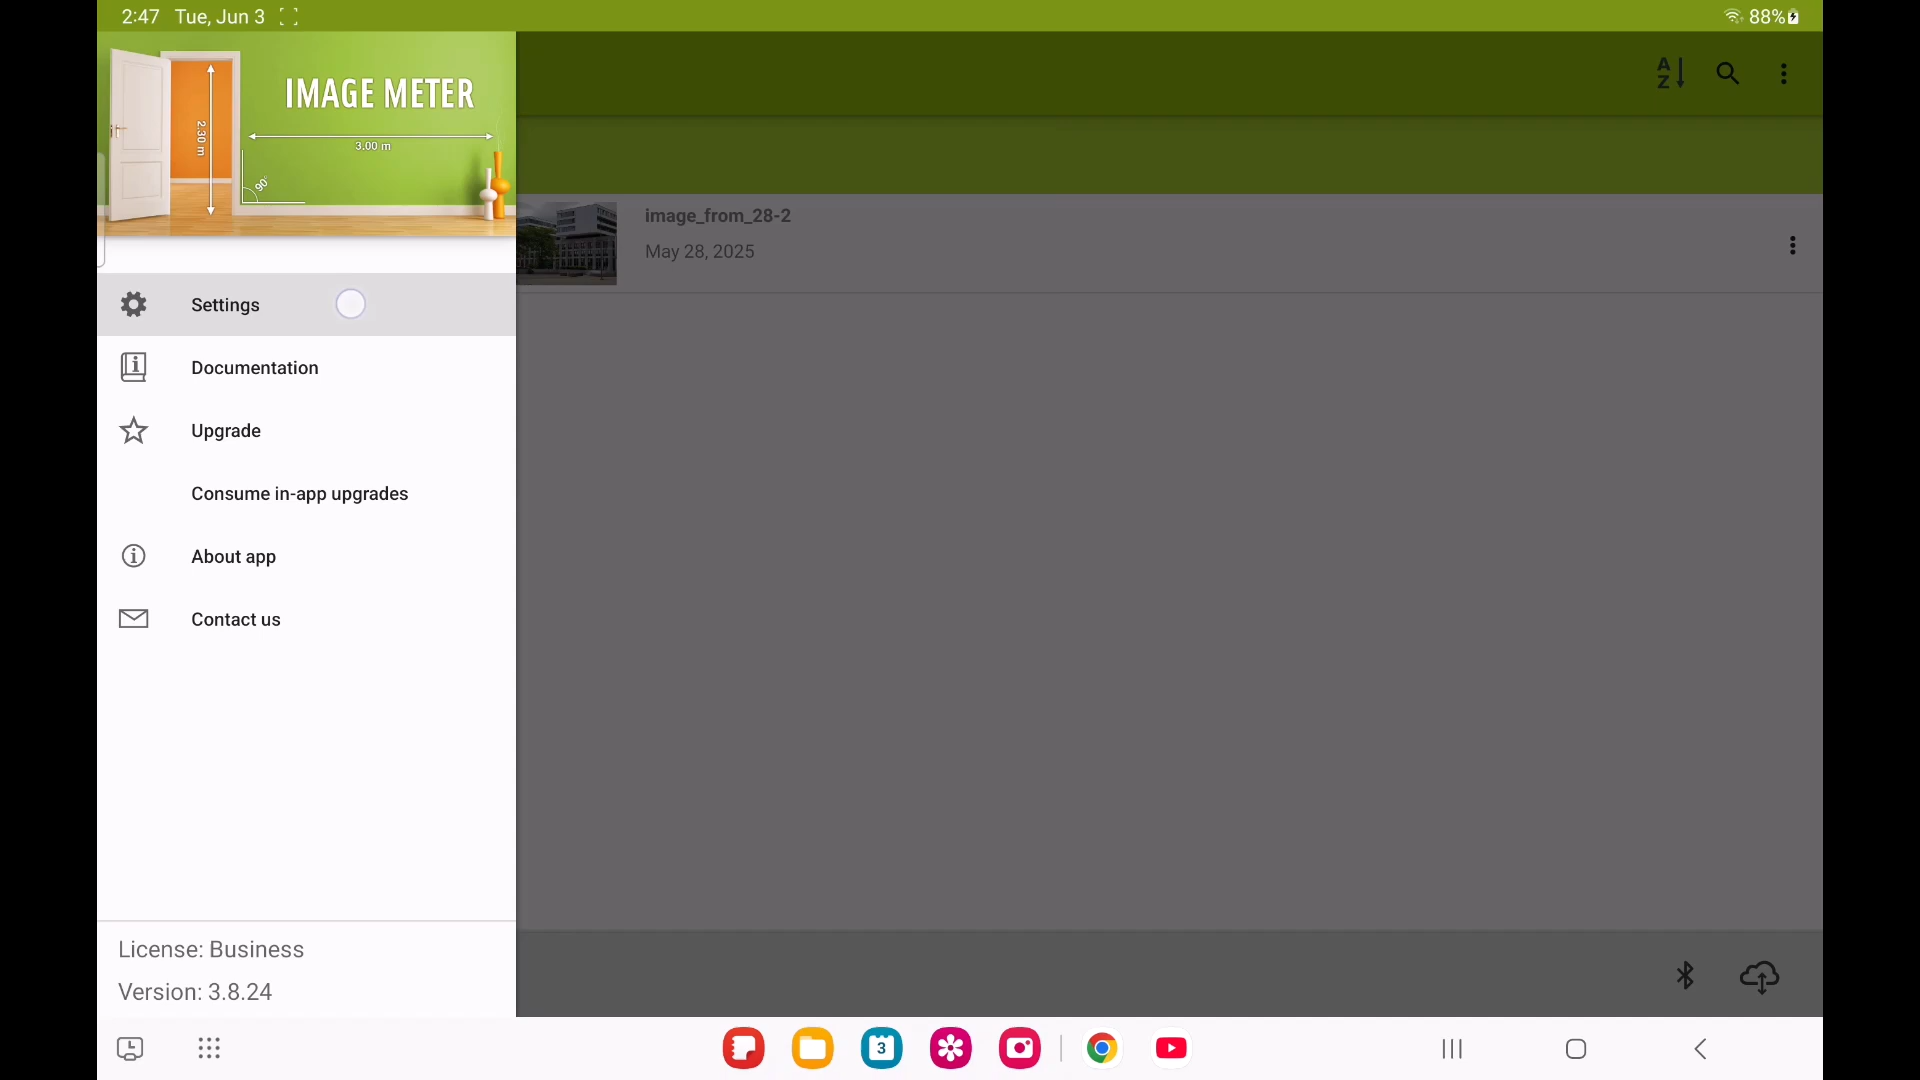 2:47 Tue, Jun 3
88%
IMAGE METER
2.30 m
3.00 m
90°
A
Z
image_from_28-2
May 28, 2025
Settings
Documentation
Upgrade
Consume in-app upgrades
About app
Contact us
License: Business
Version: 3.8.24
3